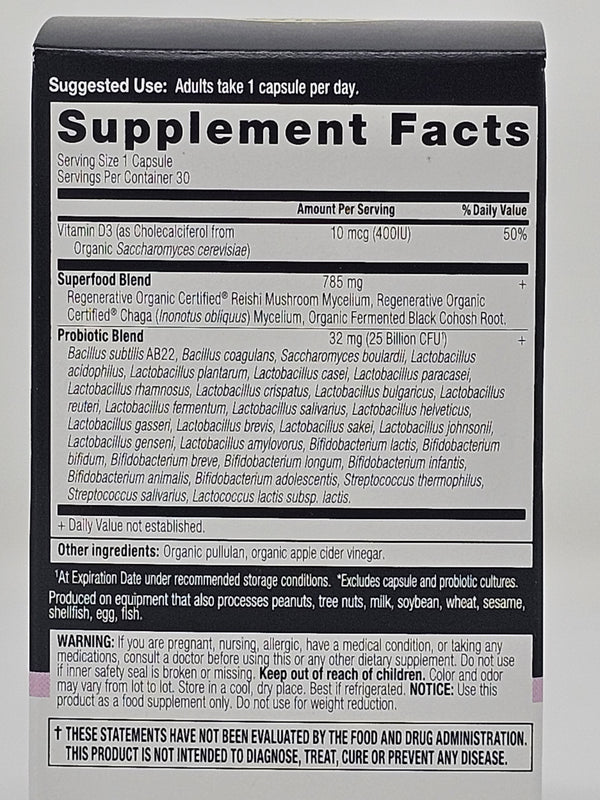 Suggested Use: Adults take 1 capsule per day.
Supplement Facts
Serving Size 1 Capsule
Servings Per Container 30
Amount Per Serving % Daily Value
Vitamin D3 (as Cholecalciferol from 10 mcg (400IU) 50%
Organic Saccharomyces cerevisiae)
Superfood Blend 785 mg +
Regenerative Organic Certified® Reishi Mushroom Mycelium, Regenerative Organic
Certified® Chaga (Inonotus obliquus) Mycelium, Organic Fermented Black Cohosh Root.
Probiotic Blend 32 mg (25 Billion CFU¹) +
Bacillus subtilis AB22, Bacillus coagulans, Saccharomyces boulardii, Lactobacillus
acidophilus, Lactobacillus plantarum, Lactobacillus casei, Lactobacillus paracasei,
Lactobacillus rhamnosus, Lactobacillus crispatus, Lactobacillus bulgaricus, Lactobacillus
reuteri, Lactobacillus fermentum, Lactobacillus salivarius, Lactobacillus helveticus,
Lactobacillus gasseri, Lactobacillus brevis, Lactobacillus sakei, Lactobacillus johnsonii,
Lactobacillus genseni, Lactobacillus amylovorus, Bifidobacterium lactis, Bifidobacterium
bifidum, Bifidobacterium breve, Bifidobacterium longum, Bifidobacterium infantis,
Bifidobacterium animalis, Bifidobacterium adolescentis, Streptococcus thermophilus,
Streptococcus salivarius, Lactococcus lactis subsp. lactis.
+ Daily Value not established.
Other ingredients: Organic pullulan, organic apple cider vinegar.
¹At Expiration Date under recommended storage conditions. *Excludes capsule and probiotic cultures.
Produced on equipment that also processes peanuts, tree nuts, milk, soybean, wheat, sesame,
shellfish, egg, fish.
WARNING: If you are pregnant, nursing, allergic, have a medical condition, or taking any
medications, consult a doctor before using this or any other dietary supplement. Do not use
if inner safety seal is broken or missing. Keep out of reach of children. Color and odor
may vary from lot to lot. Store in a cool, dry place. Best if refrigerated. NOTICE: Use this
product as a food supplement only. Do not use for weight reduction.
† THESE STATEMENTS HAVE NOT BEEN EVALUATED BY THE FOOD AND DRUG ADMINISTRATION.
THIS PRODUCT IS NOT INTENDED TO DIAGNOSE, TREAT, CURE OR PREVENT ANY DISEASE.